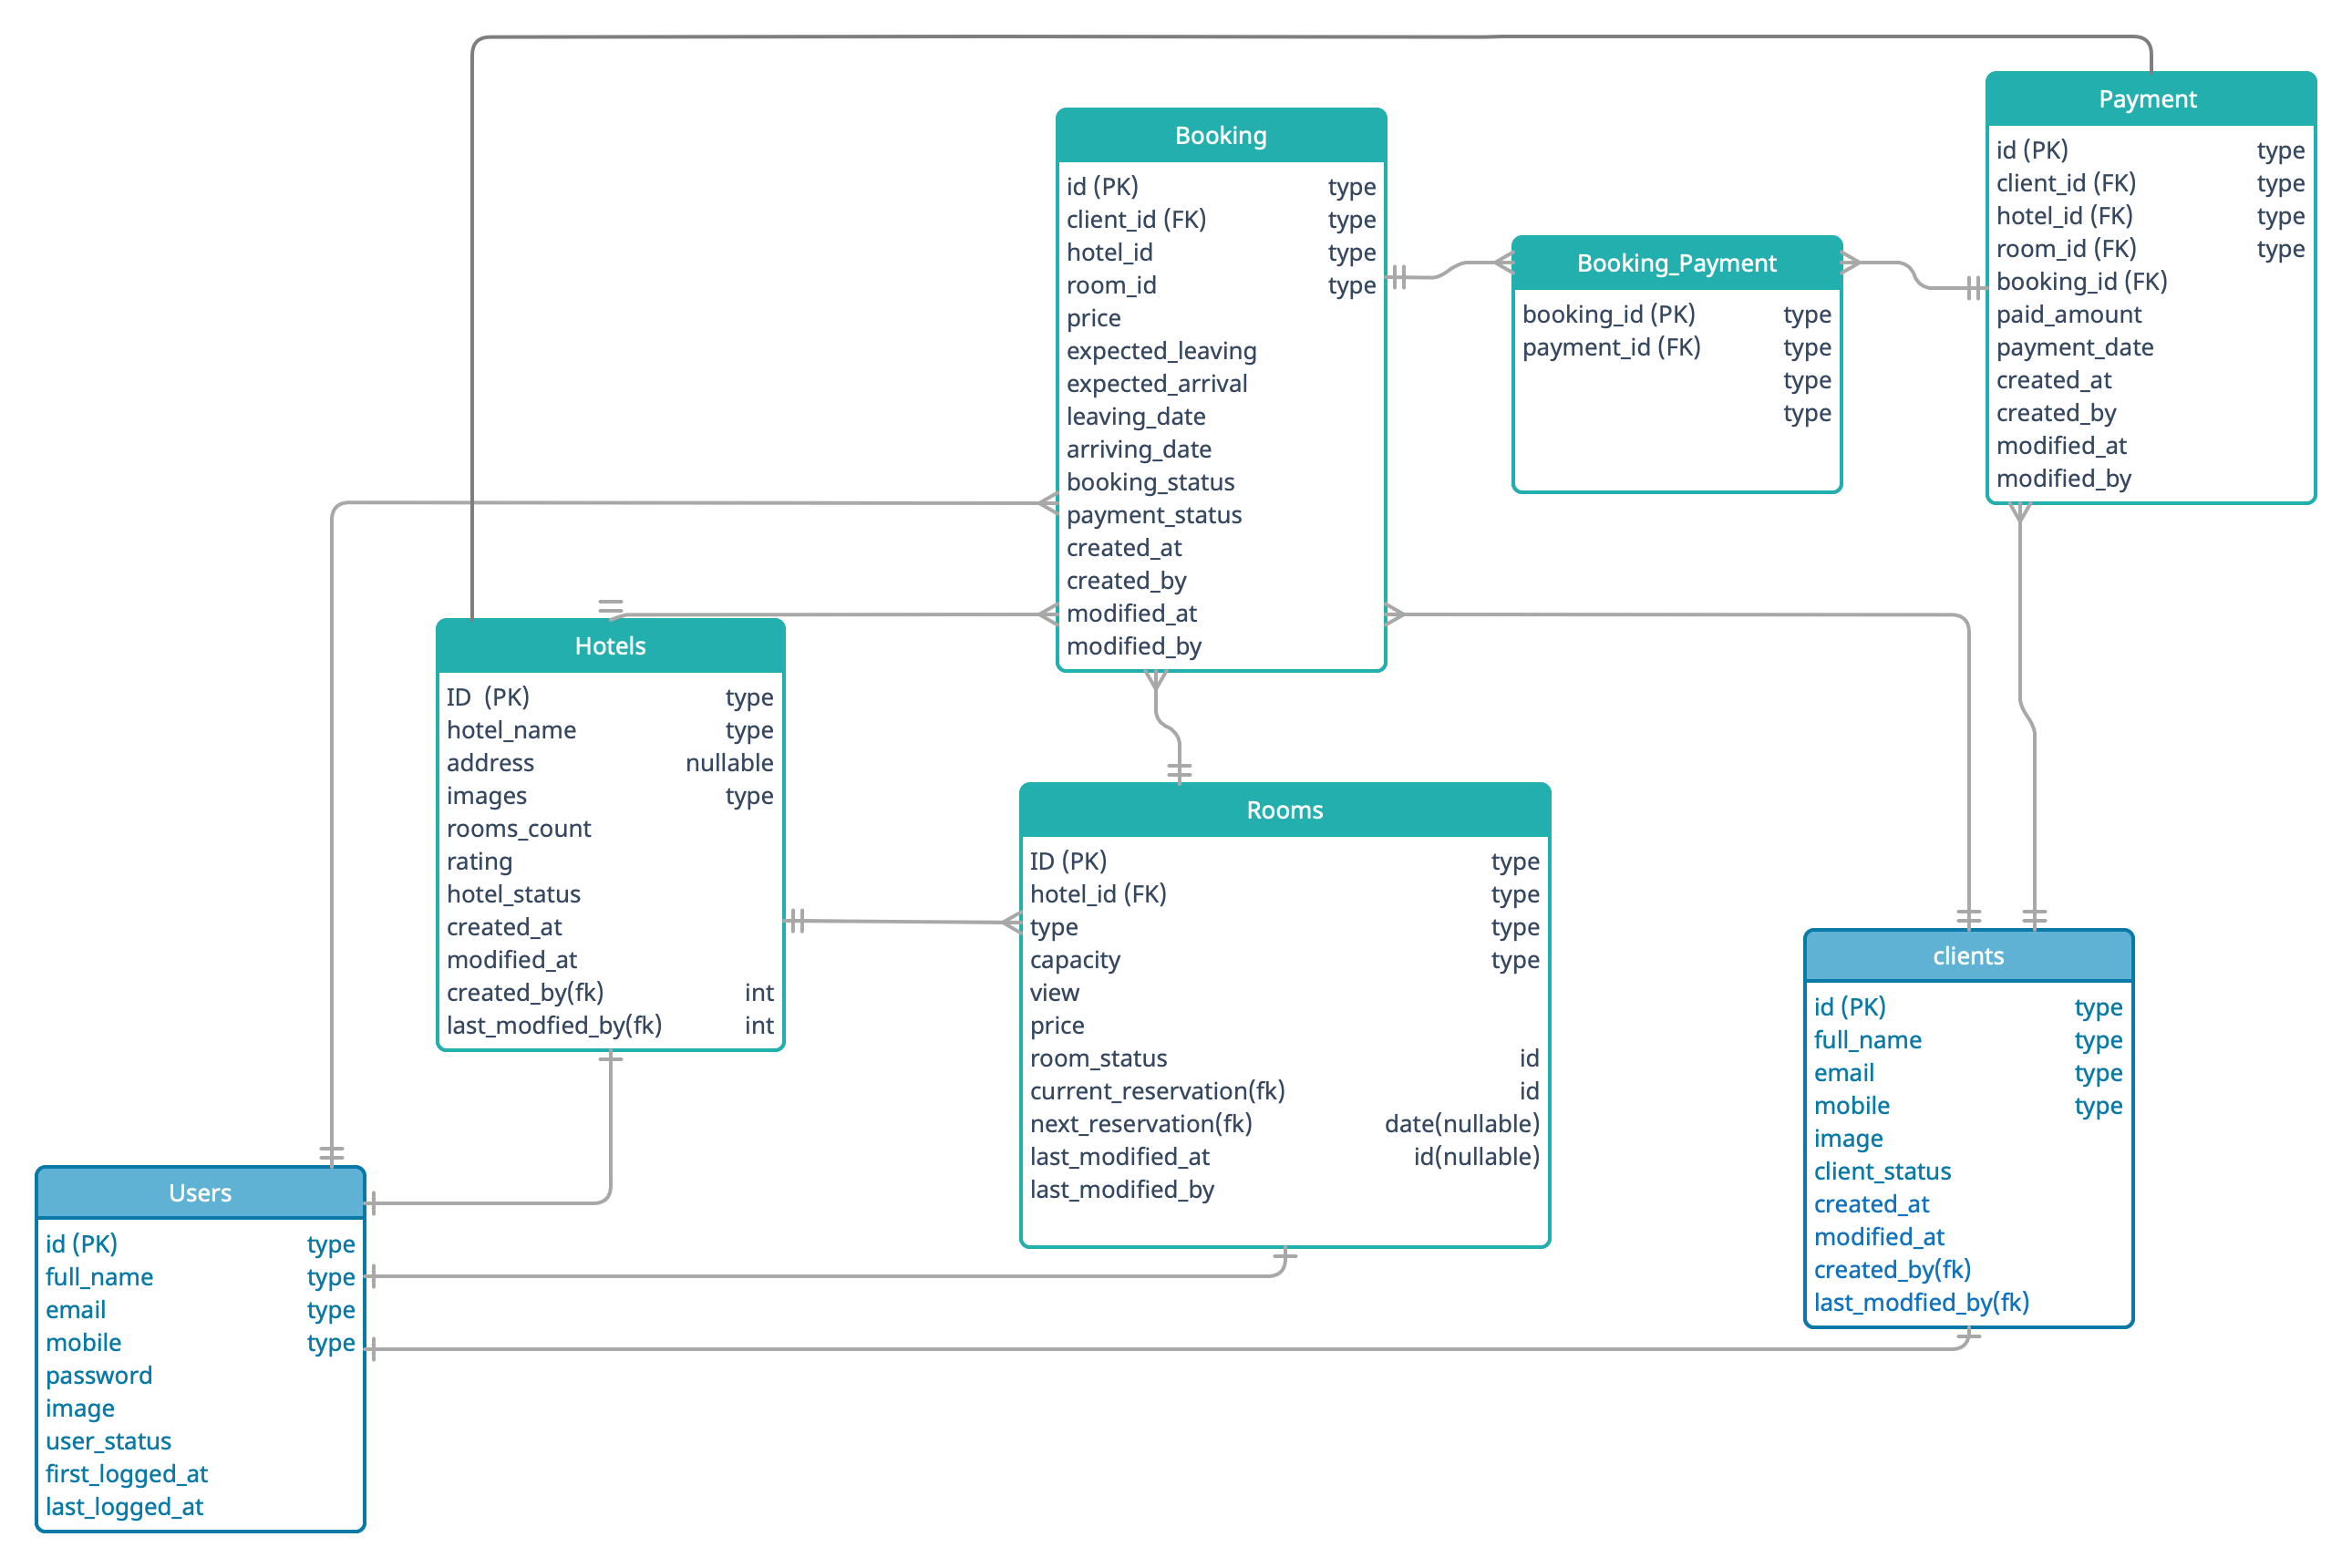 Payment
id (PK) type
client_id (FK) type
hotel_id (FK) type
room_id (FK) type
booking_id (FK)
paid_amount
payment_date
created_at
created_by
modified_at
modified_by
Booking
id (PK) type
client_id (FK) type
hotel_id type
room_id type
price
expected_leaving
expected_arrival
leaving_date
arriving_date
booking_status
payment_status
created_at
created_by
modified_at
modified_by
Booking_Payment
booking_id (PK) type
payment_id (FK) type
type
type
Hotels
ID (PK) type
hotel_name type
address nullable
images type
rooms_count
rating
hotel_status
created_at
modified_at
created_by(fk) int
last_modfied_by(fk) int
Rooms
ID (PK) type
hotel_id (FK) type
type type
capacity type
view
price
room_status id
current_reservation(fk) id
next_reservation(fk) date(nullable)
last_modified_at id(nullable)
last_modified_by
clients
id (PK) type
full_name type
email type
mobile type
image
client_status
created_at
modified_at
created_by(fk)
last_modfied_by(fk)
Users
id (PK) type
full_name type
email type
mobile type
password
image
user_status
first_logged_at
last_logged_at